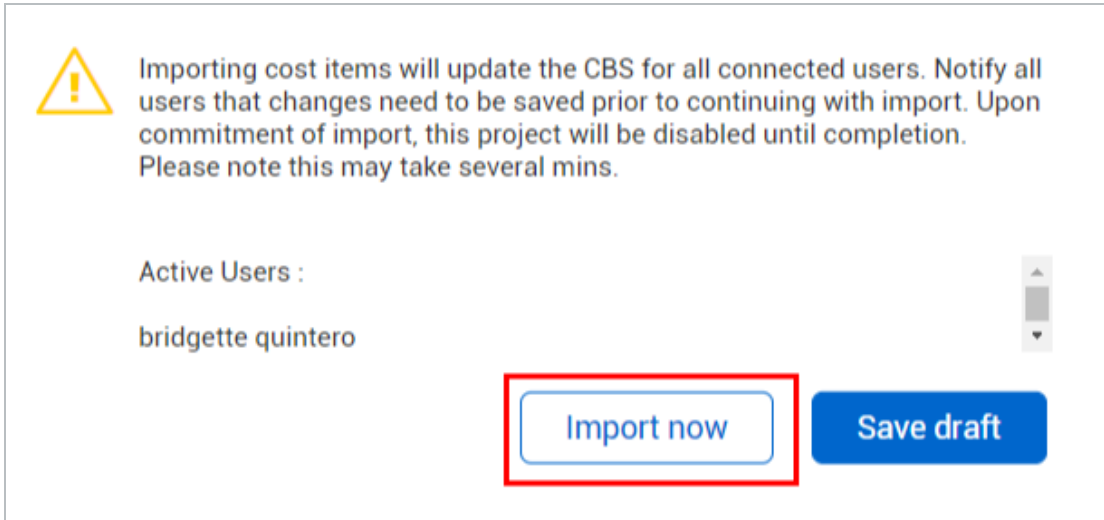 Importing cost items will update the CBS for all connected users. Notify all
users that changes need to be saved prior to continuing with import. Upon
commitment of import, this project will be disabled until completion.
Please note this may take several mins.
Active Users :
bridgette quintero
Import now
Save draft